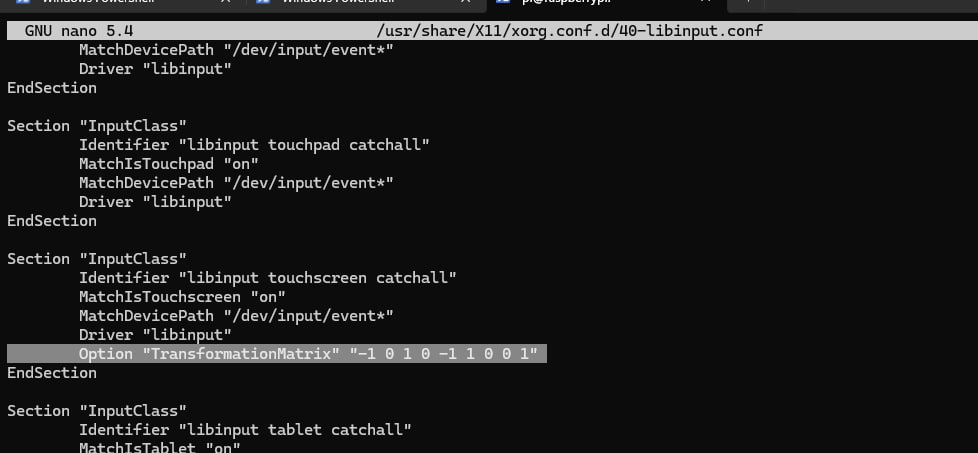 Windows PowerShell Windows PowerShell pi@raspberrypi:
GNU nano 5.4 /usr/share/X11/xorg.conf.d/40-libinput.conf
MatchDevicePath "/dev/input/event*"
Driver "libinput"
EndSection
Section "InputClass"
Identifier "libinput touchpad catchall"
MatchIsTouchpad "on"
MatchDevicePath "/dev/input/event*"
Driver "libinput"
EndSection
Section "InputClass"
Identifier "libinput touchscreen catchall"
MatchIsTouchscreen "on"
MatchDevicePath "/dev/input/event*"
Driver "libinput"
Option "TransformationMatrix" "-1 0 1 0 -1 1 0 0 1"
EndSection
Section "InputClass"
Identifier "libinput tablet catchall"
MatchIsTablet "on"